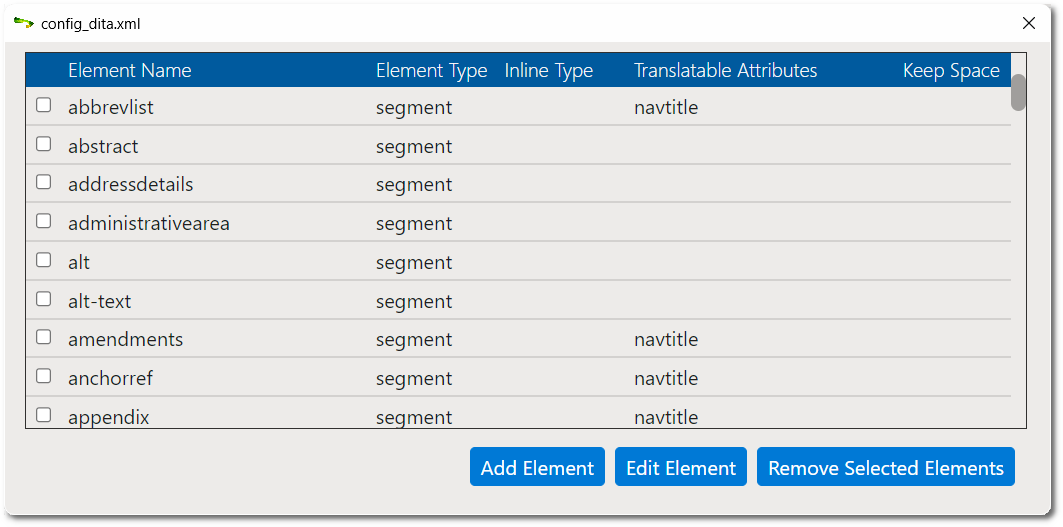 config_dita.xml
Element Name Element Type Inline Type Translatable Attributes Keep Space
abbrevlist segment navtitle
abstract segment
addressdetails segment
administrativearea segment
alt segment
alt-text segment
amendments segment navtitle
anchorref segment navtitle
appendix segment navtitle
Add Element Edit Element Remove Selected Elements